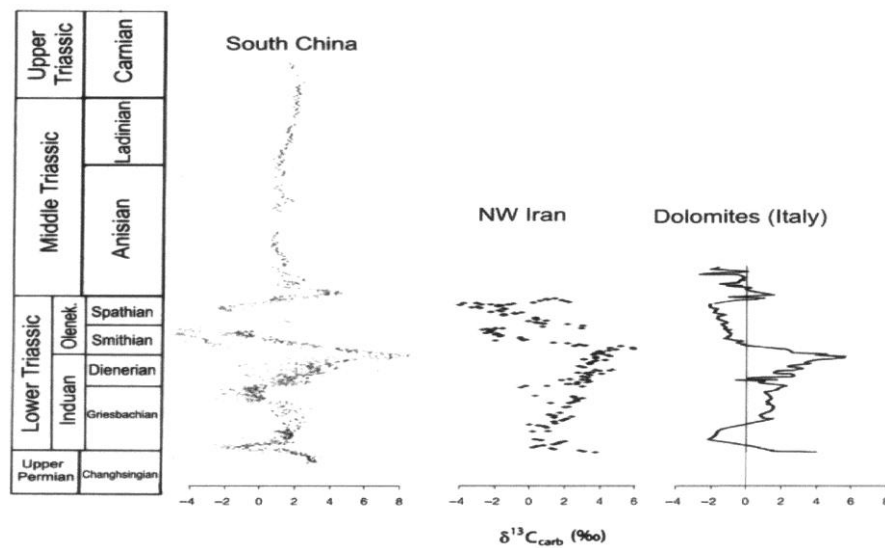 South China
NW Iran
Dolomites (Italy)
Upper Triassic
Carnian
Middle Triassic
Ladinian
Anisian
Lower Triassic
Olenek.
Spathian
Smithian
Induan
Dienerian
Griesbachian
Upper Permian
Changhsingian
−4 −2 0 2 4 6 8
−4 −2 0 2 4 6
−4 −2 0 2 4 6 8
δ¹³Ccarb (‰)